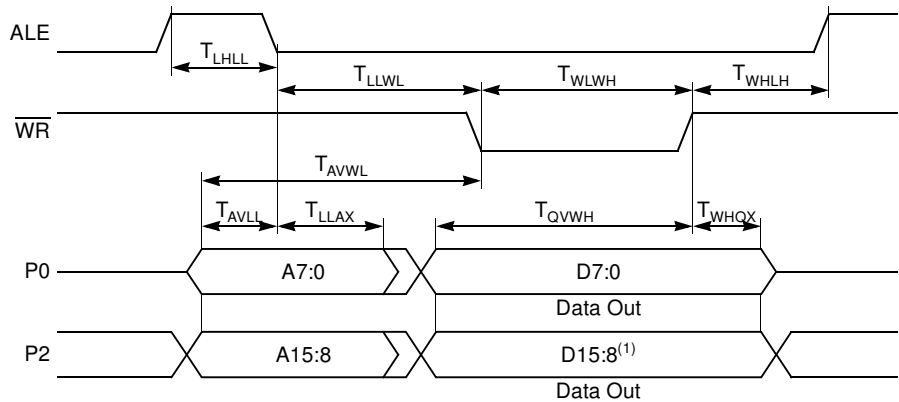 ALE
T_LHLL
T_LLWL T_WLWH T_WHLH
WR
T_AVWL
T_AVLL T_LLAX T_QVWH T_WHQX
P0 A7:0 D7:0
Data Out
P2 A15:8 D15:8(1)
Data Out